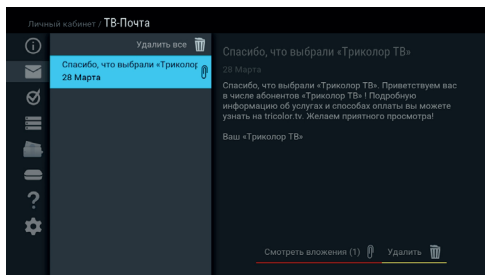 Личный кабинет / ТВ-Почта
Удалить все
Спасибо, что выбрали «Триколор
28 Марта
Спасибо, что выбрали «Триколор ТВ»
28 Марта
Спасибо, что выбрали «Триколор ТВ». Приветствуем вас
в числе абонентов «Триколор ТВ» ! Подробную
информацию об услугах и способах оплаты вы можете
узнать на tricolor.tv. Желаем приятного просмотра!
Ваш «Триколор ТВ»
Смотреть вложения (1) Удалить